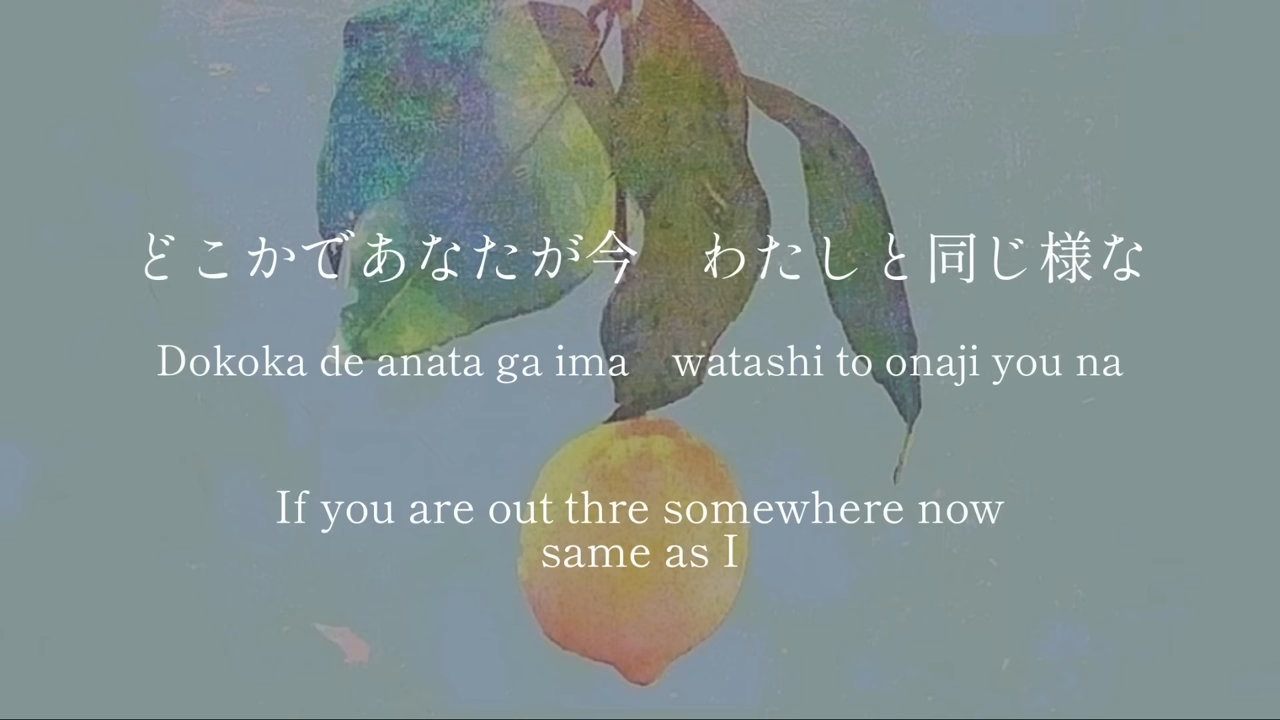 どこかであなたが今　わたしと同じ様な
Dokoka de anata ga ima　watashi to onaji you na
If you are out thre somewhere now
same as I